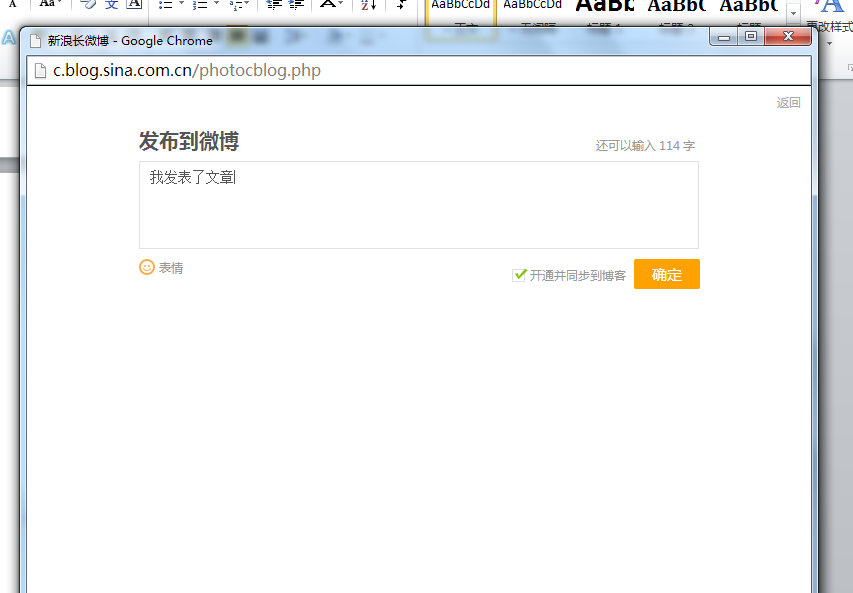 AaBbCcDd AaBbCcDd AaBb AaBbC AaBbC
更改样式
新浪长微博 - Google Chrome
c.blog.sina.com.cn/photocblog.php
返回
发布到微博
还可以输入 114 字
我发表了文章
表情
开通并同步到博客
确定